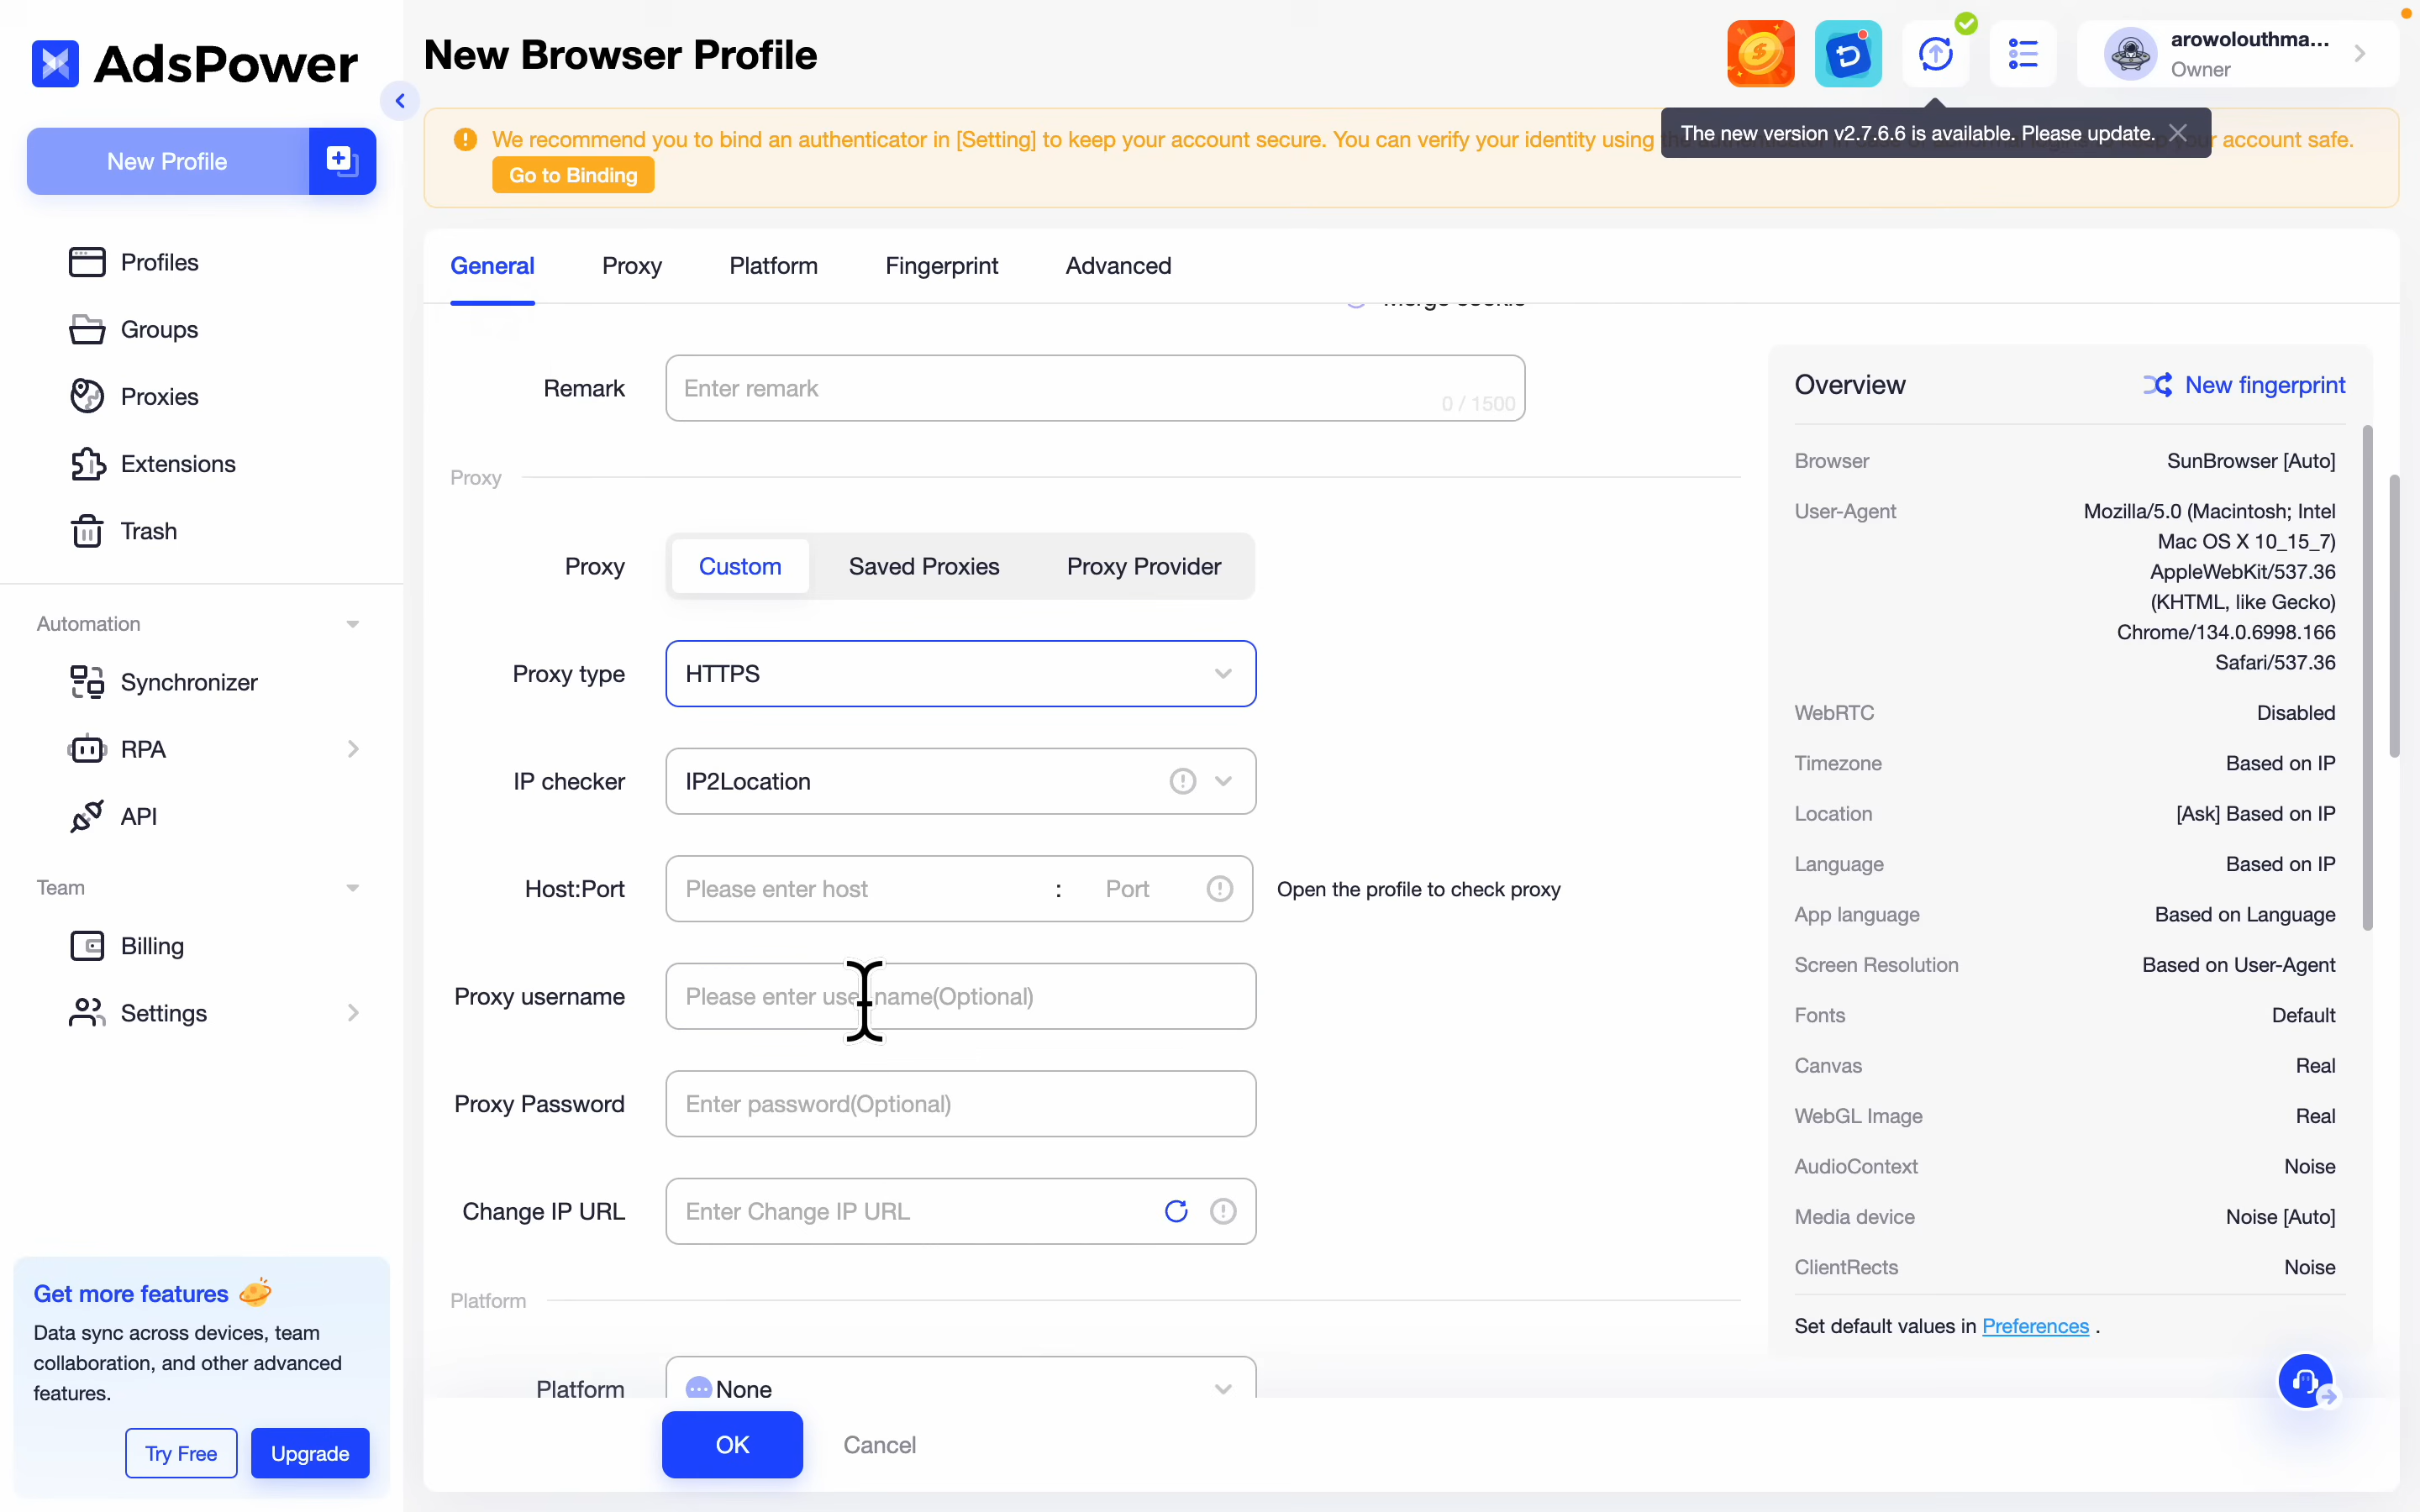 AdsPower
New Browser Profile
arowolouthma...
Owner
We recommend you to bind an authenticator in [Setting] to keep your account secure. You can verify your identity using
account safe.
The new version v2.7.6.6 is available. Please update.
Go to Binding
New Profile
Profiles
Groups
Proxies
Extensions
Trash
Automation
Synchronizer
RPA
API
Team
Billing
Settings
Get more features
Data sync across devices, team
collaboration, and other advanced
features.
Try Free
Upgrade
General
Proxy
Platform
Fingerprint
Advanced
Remark
Enter remark
0 / 1500
Proxy
Proxy
Custom
Saved Proxies
Proxy Provider
Proxy type
HTTPS
IP checker
IP2Location
Host:Port
Please enter host
:
Port
Open the profile to check proxy
Proxy username
Please enter username(Optional)
Proxy Password
Enter password(Optional)
Change IP URL
Enter Change IP URL
Platform
Platform
None
OK
Cancel
Overview
New fingerprint
Browser
SunBrowser [Auto]
User-Agent
Mozilla/5.0 (Macintosh; Intel
Mac OS X 10_15_7)
AppleWebKit/537.36
(KHTML, like Gecko)
Chrome/134.0.6998.166
Safari/537.36
WebRTC
Disabled
Timezone
Based on IP
Location
[Ask] Based on IP
Language
Based on IP
App language
Based on Language
Screen Resolution
Based on User-Agent
Fonts
Default
Canvas
Real
WebGL Image
Real
AudioContext
Noise
Media device
Noise [Auto]
ClientRects
Noise
Set default values in Preferences .